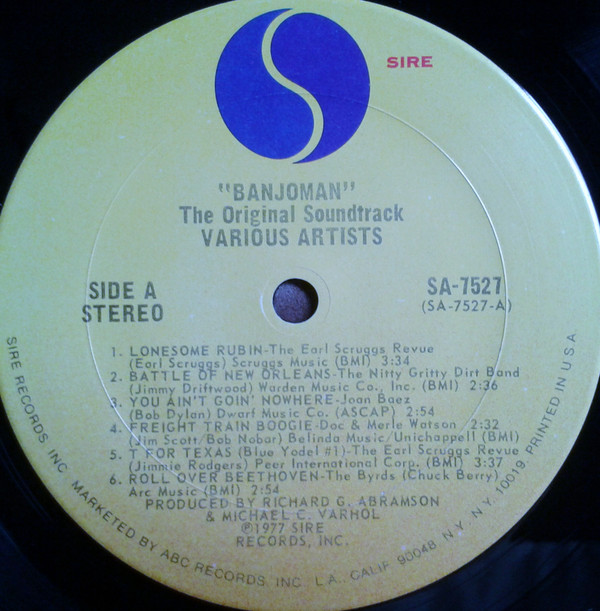 SIRE
"BANJOMAN"
The Original Soundtrack
VARIOUS ARTISTS
SIDE A
STEREO
SA-7527
(SA-7527-A)
1. LONESOME RUBIN-The Earl Scruggs Revue
(Earl Scruggs) Scruggs Music (BMI) 3:34
2. BATTLE OF NEW ORLEANS-The Nitty Gritty Dirt Band
(Jimmy Driftwood) Warden Music Co., Inc. (BMI) 2:36
3. YOU AIN'T GOIN' NOWHERE-Joan Baez
(Bob Dylan) Dwarf Music Co. (ASCAP) 2:54
4. FREIGHT TRAIN BOOGIE-Doc & Merle Watson 2:32
(Jim Scott/Bob Nobar) Belinda Music/Unichappell (BMI)
5. T FOR TEXAS (Blue Yodel #1)-The Earl Scruggs Revue
(Jimmie Rodgers) Peer International Corp. (BMI) 3:37
6. ROLL OVER BEETHOVEN-The Byrds (Chuck Berry)
Arc Music (BMI) 2:54
PRODUCED BY RICHARD G. ABRAMSON
& MICHAEL C. VARHOL
℗1977 SIRE
RECORDS, INC.
SIRE RECORDS INC. MARKETED BY ABC RECORDS, INC. L.A., CALIF. 90048. N.Y., N.Y. 10019. PRINTED IN U.S.A.